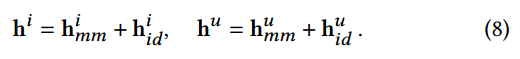 𝐡^i = 𝐡^i_{mm} + 𝐡^i_{id}, 𝐡^u = 𝐡^u_{mm} + 𝐡^u_{id} . (8)